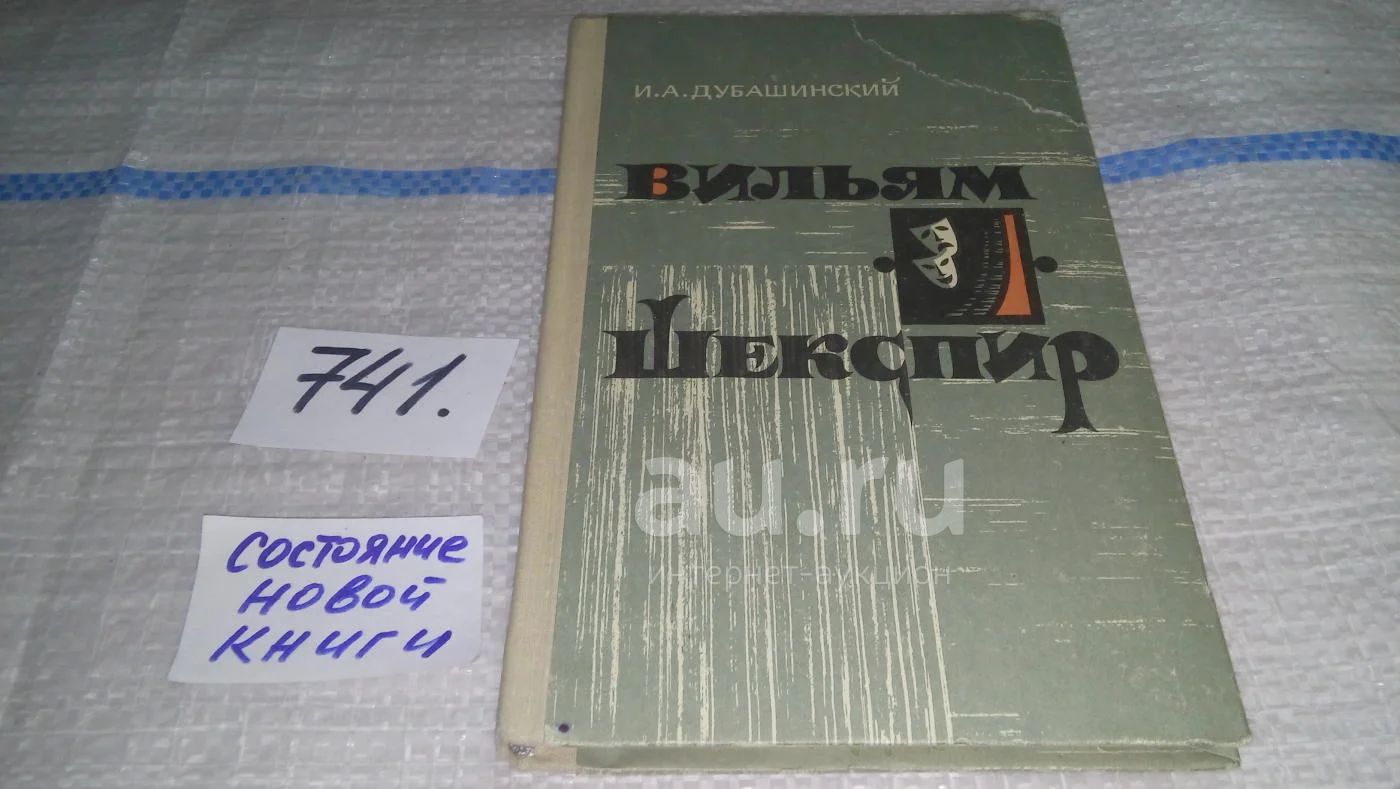 И.А.ДУБАШИНСКИЙ
ВИЛЬЯМ
ШЕКСПИР
741.
СОСТОЯНИЕ
НОВОЙ
КНИГИ
au.ru
интернет-аукцион